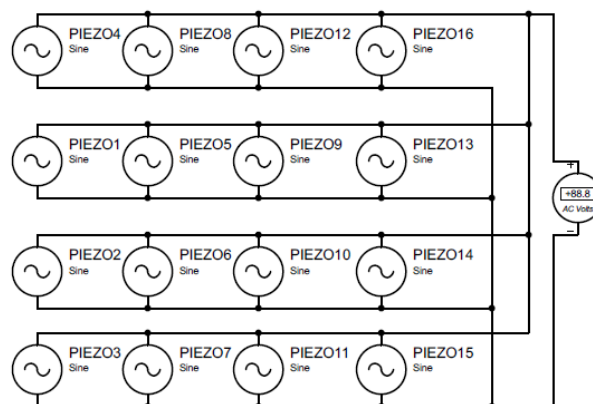 PIEZO4 PIEZO8 PIEZO12 PIEZO16
Sine Sine Sine Sine
PIEZO1 PIEZO5 PIEZO9 PIEZO13
Sine Sine Sine Sine
+
+88.8
AC Volts
−
PIEZO2 PIEZO6 PIEZO10 PIEZO14
Sine Sine Sine Sine
PIEZO3 PIEZO7 PIEZO11 PIEZO15
Sine Sine Sine Sine